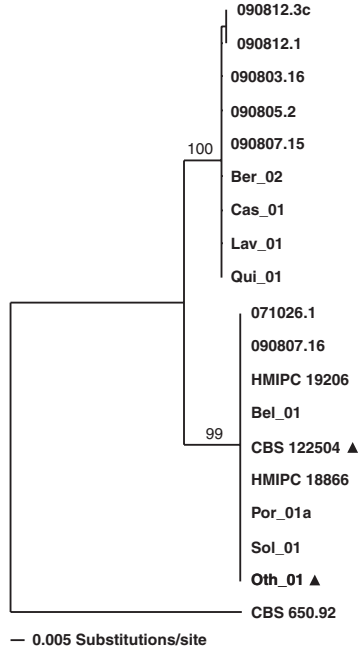 090812.3c
090812.1
090803.16
090805.2
100
090807.15
Ber_02
Cas_01
Lav_01
Qui_01
071026.1
090807.16
HMIPC 19206
Bel_01
99
CBS 122504 ▲
HMIPC 18866
Por_01a
Sol_01
Oth_01 ▲
CBS 650.92
0.005 Substitutions/site